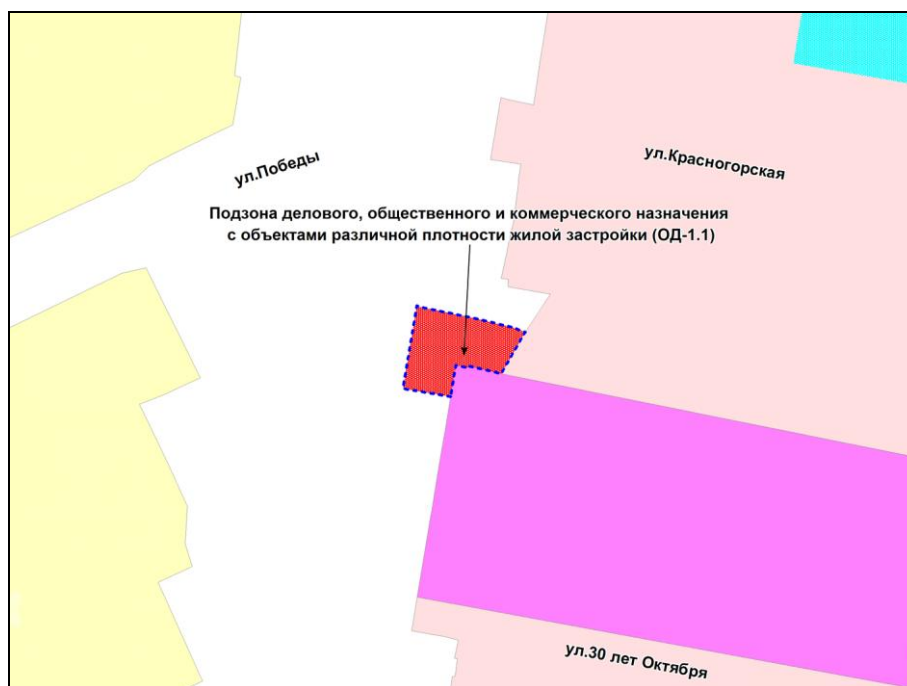 ул.Победы
ул.Красногорская
Подзона делового, общественного и коммерческого назначения
с объектами различной плотности жилой застройки (ОД-1.1)
ул.30 лет Октября